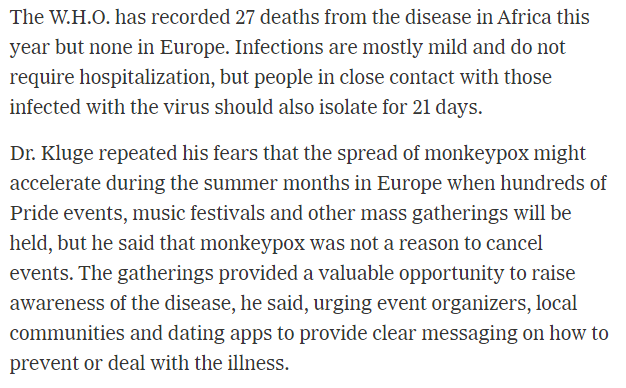 The W.H.O. has recorded 27 deaths from the disease in Africa this
year but none in Europe. Infections are mostly mild and do not
require hospitalization, but people in close contact with those
infected with the virus should also isolate for 21 days.
Dr. Kluge repeated his fears that the spread of monkeypox might
accelerate during the summer months in Europe when hundreds of
Pride events, music festivals and other mass gatherings will be
held, but he said that monkeypox was not a reason to cancel
events. The gatherings provided a valuable opportunity to raise
awareness of the disease, he said, urging event organizers, local
communities and dating apps to provide clear messaging on how to
prevent or deal with the illness.